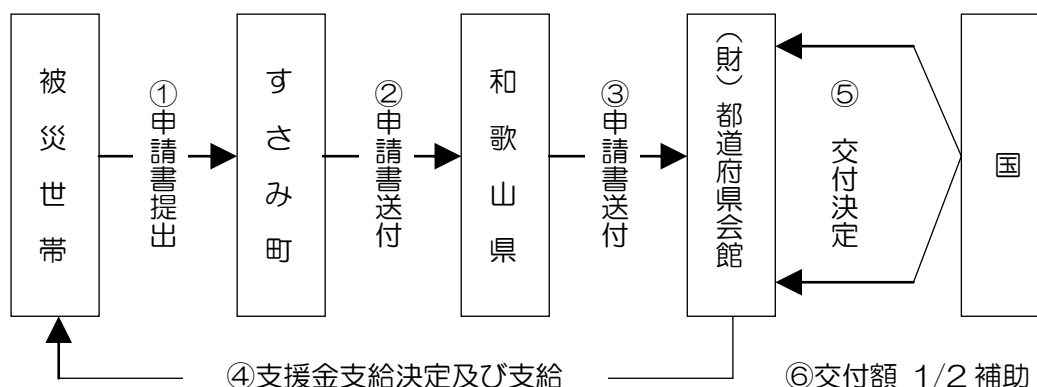 被災世帯
①申請書提出
すさみ町
②申請書送付
和歌山県
③申請書送付
(財)都道府県会館
⑤ 交付決定
国
④支援金支給決定及び支給
⑥交付額 1/2 補助